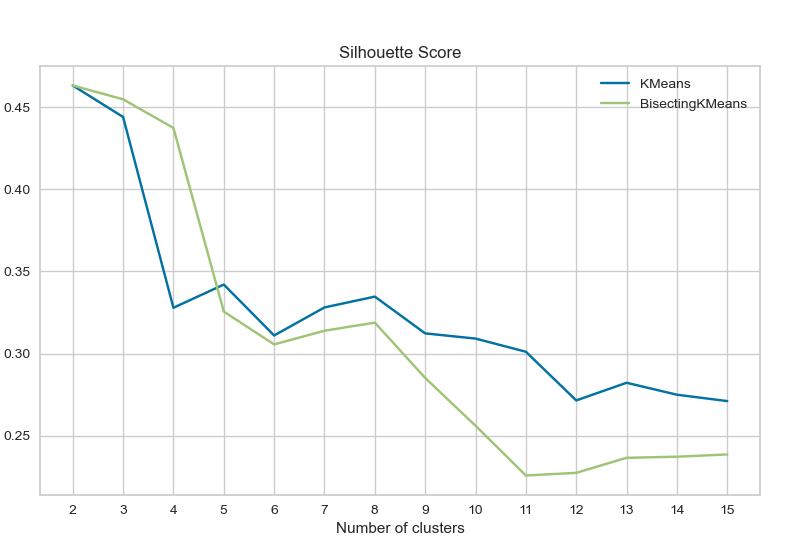 Silhouette Score
KMeans
BisectingKMeans
0.45
0.40
0.35
0.30
0.25
2 3 4 5 6 7 8 9 10 11 12 13 14 15
Number of clusters